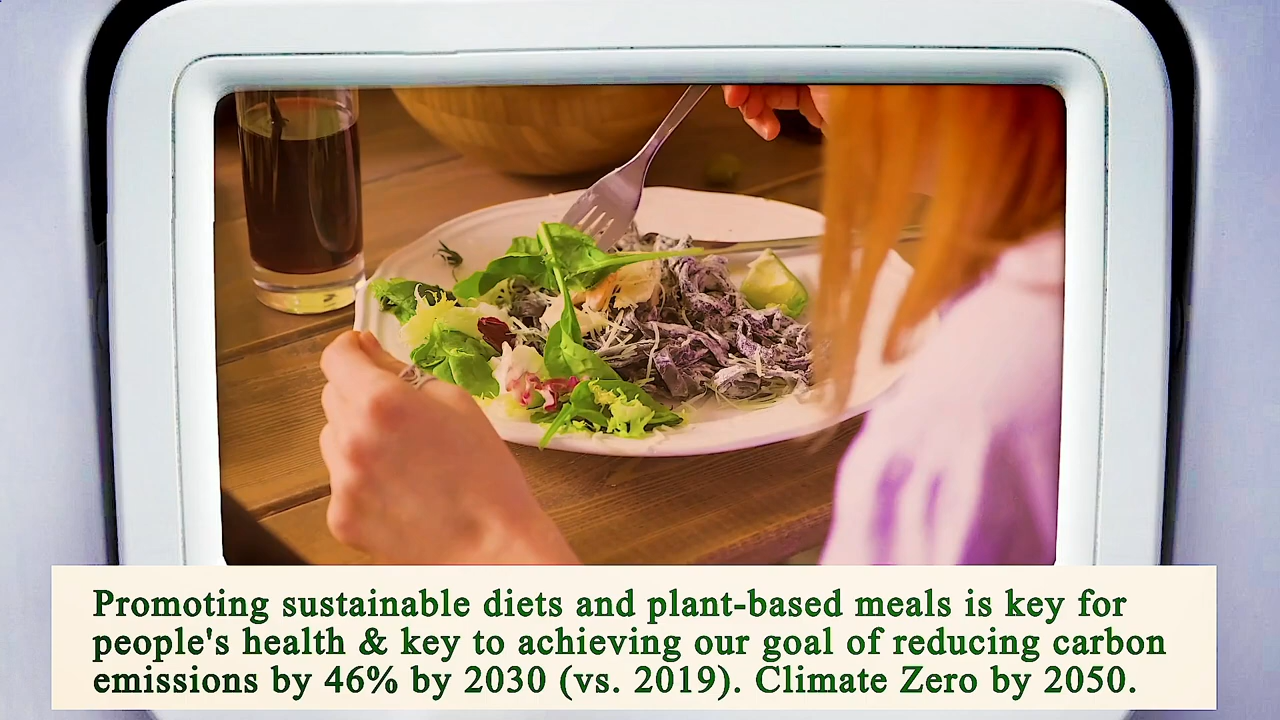 Promoting sustainable diets and plant-based meals is key for
people's health & key to achieving our goal of reducing carbon
emissions by 46% by 2030 (vs. 2019). Climate Zero by 2050.